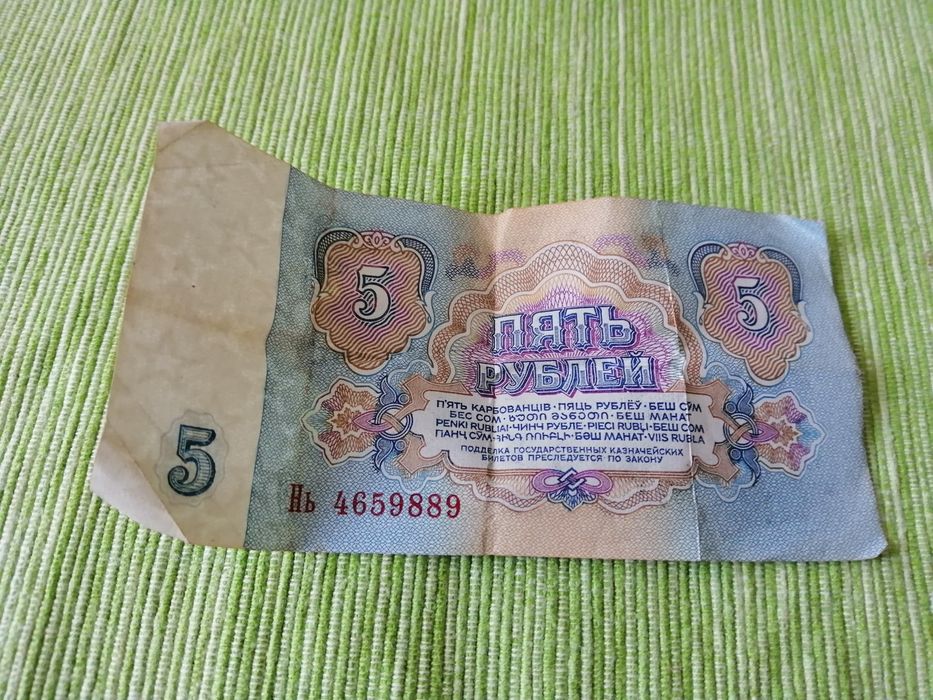 5
5
ПЯТЬ
РУБЛЕЙ
П'ЯТЬ КАРБОВАНЦІВ · ПЯЦЬ РУБЛЁЎ · БЕШ СЎМ
БЕС СОМ · ᲮᲣᲗᲘ ᲛᲐᲜᲔᲗᲘ · БЕШ МАНАТ
PENKI RUBLIAI · ЧИНЧ РУБЛЕ · PIECI RUBĻI · БЕШ СОМ
ПАНҶ СӮМ · ՀԻՆԳ ՌՈՒԲԼԻ · БӘШ МАНАТ · VIIS RUBLA
ПОДДЕЛКА ГОСУДАРСТВЕННЫХ КАЗНАЧЕЙСКИХ
БИЛЕТОВ ПРЕСЛЕДУЕТСЯ ПО ЗАКОНУ
5
Нь 4659889